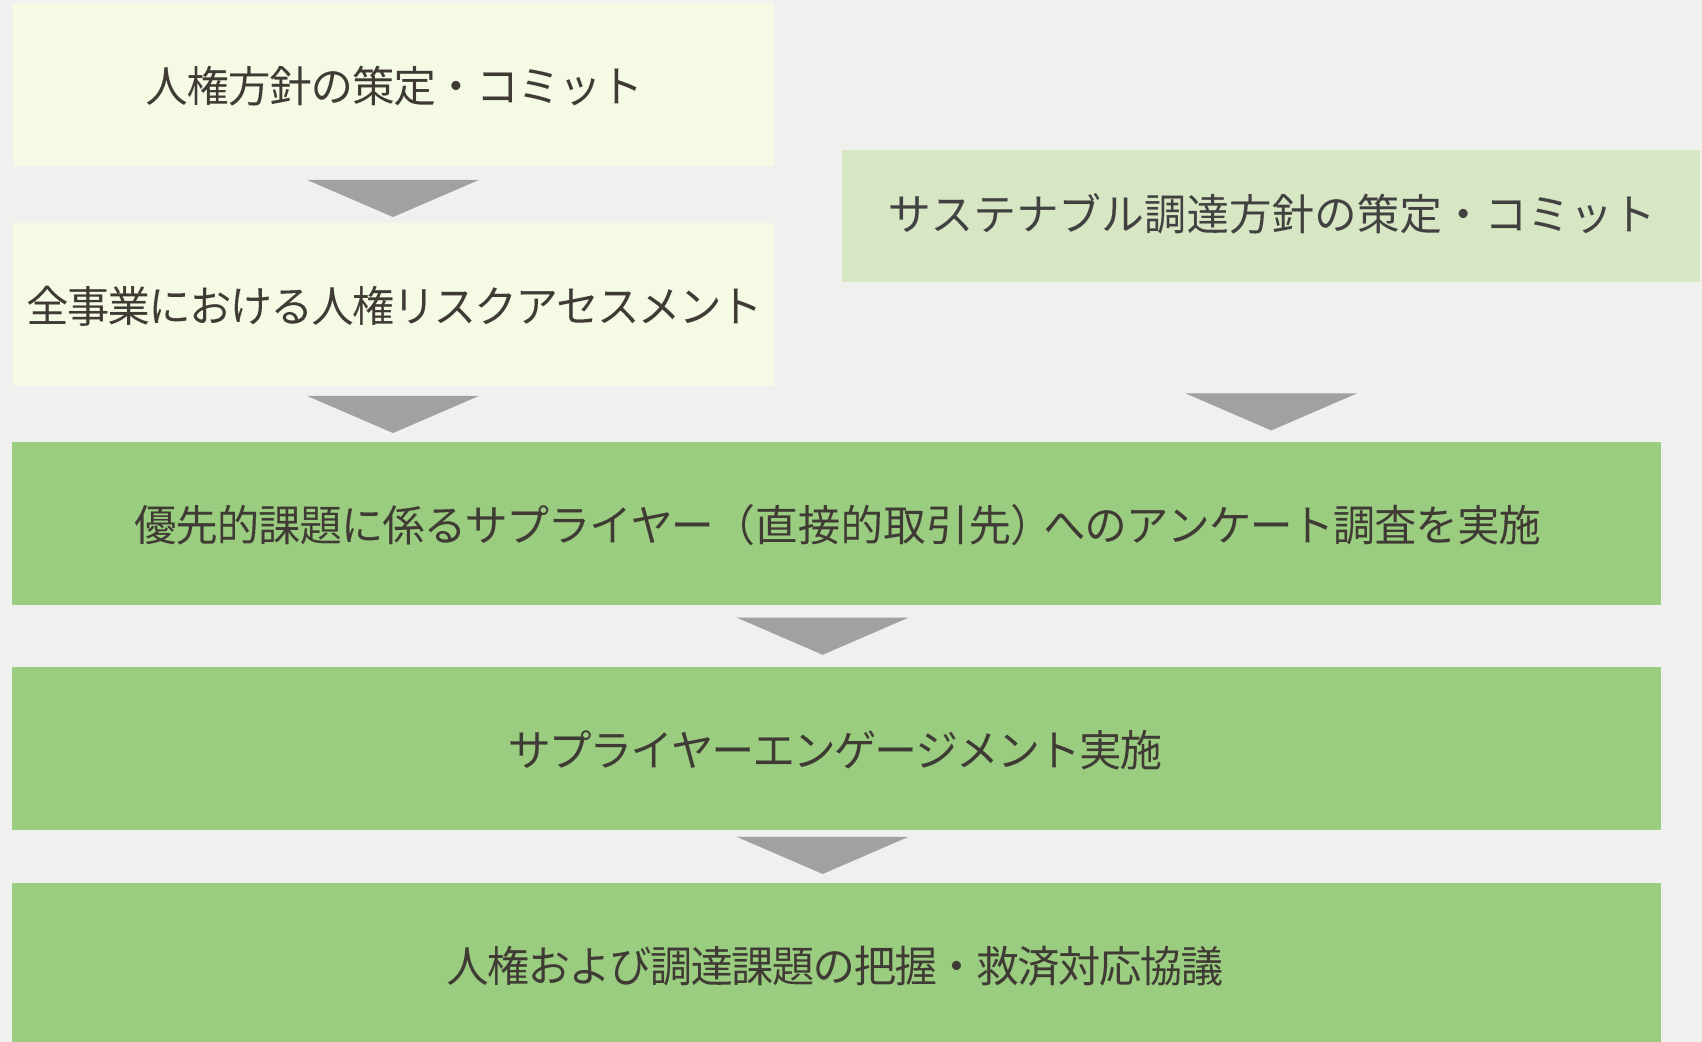 人権方針の策定・コミット
サステナブル調達方針の策定・コミット
全事業における人権リスクアセスメント
優先的課題に係るサプライヤー（直接的取引先）へのアンケート調査を実施
サプライヤーエンゲージメント実施
人権および調達課題の把握・救済対応協議